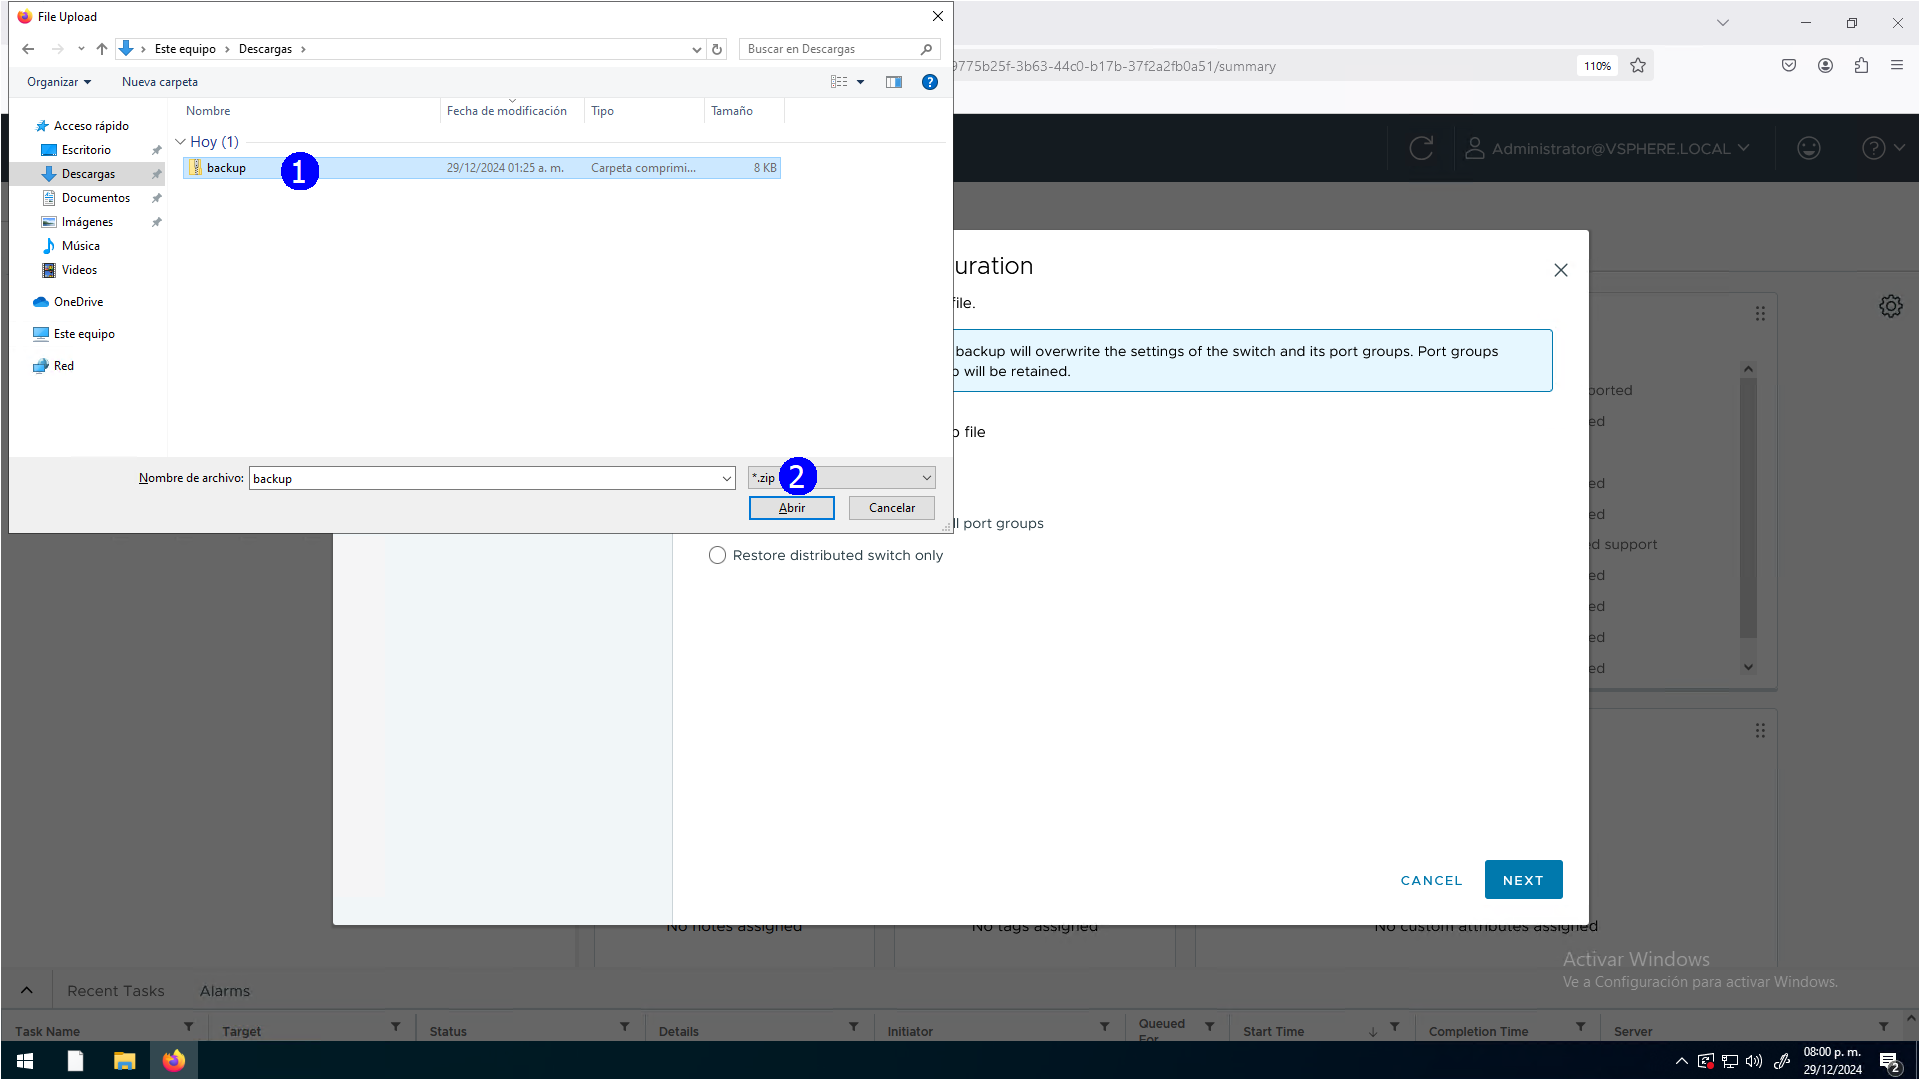 File Upload
Este equipo
Descargas
Buscar en Descargas
9775b25f-3b63-44c0-b17b-37f2a2fb0a51/summary
110%
Organizar
Nueva carpeta
Nombre
Fecha de modificación
Tipo
Tamaño
Acceso rápido
Escritorio
Descargas
Documentos
Imágenes
Música
Videos
OneDrive
Este equipo
Red
Hoy (1)
backup
1
29/12/2024 01:25 a. m.
Carpeta comprimi...
8 KB
Administrator@VSPHERE.LOCAL
Nombre de archivo:
backup
*.zip
2
Abrir
Cancelar
uration
file.
backup will overwrite the settings of the switch and its port groups. Port groups
p will be retained.
p file
ll port groups
Restore distributed switch only
ported
ed
ed
ed
d support
ed
ed
ed
ed
CANCEL
NEXT
No notes assigned
No tags assigned
No custom attributes assigned
Activar Windows
Ve a Configuración para activar Windows.
Recent Tasks
Alarms
Task Name
Target
Status
Details
Initiator
Queued For
Start Time
Completion Time
Server
08:00 p. m.
29/12/2024
2